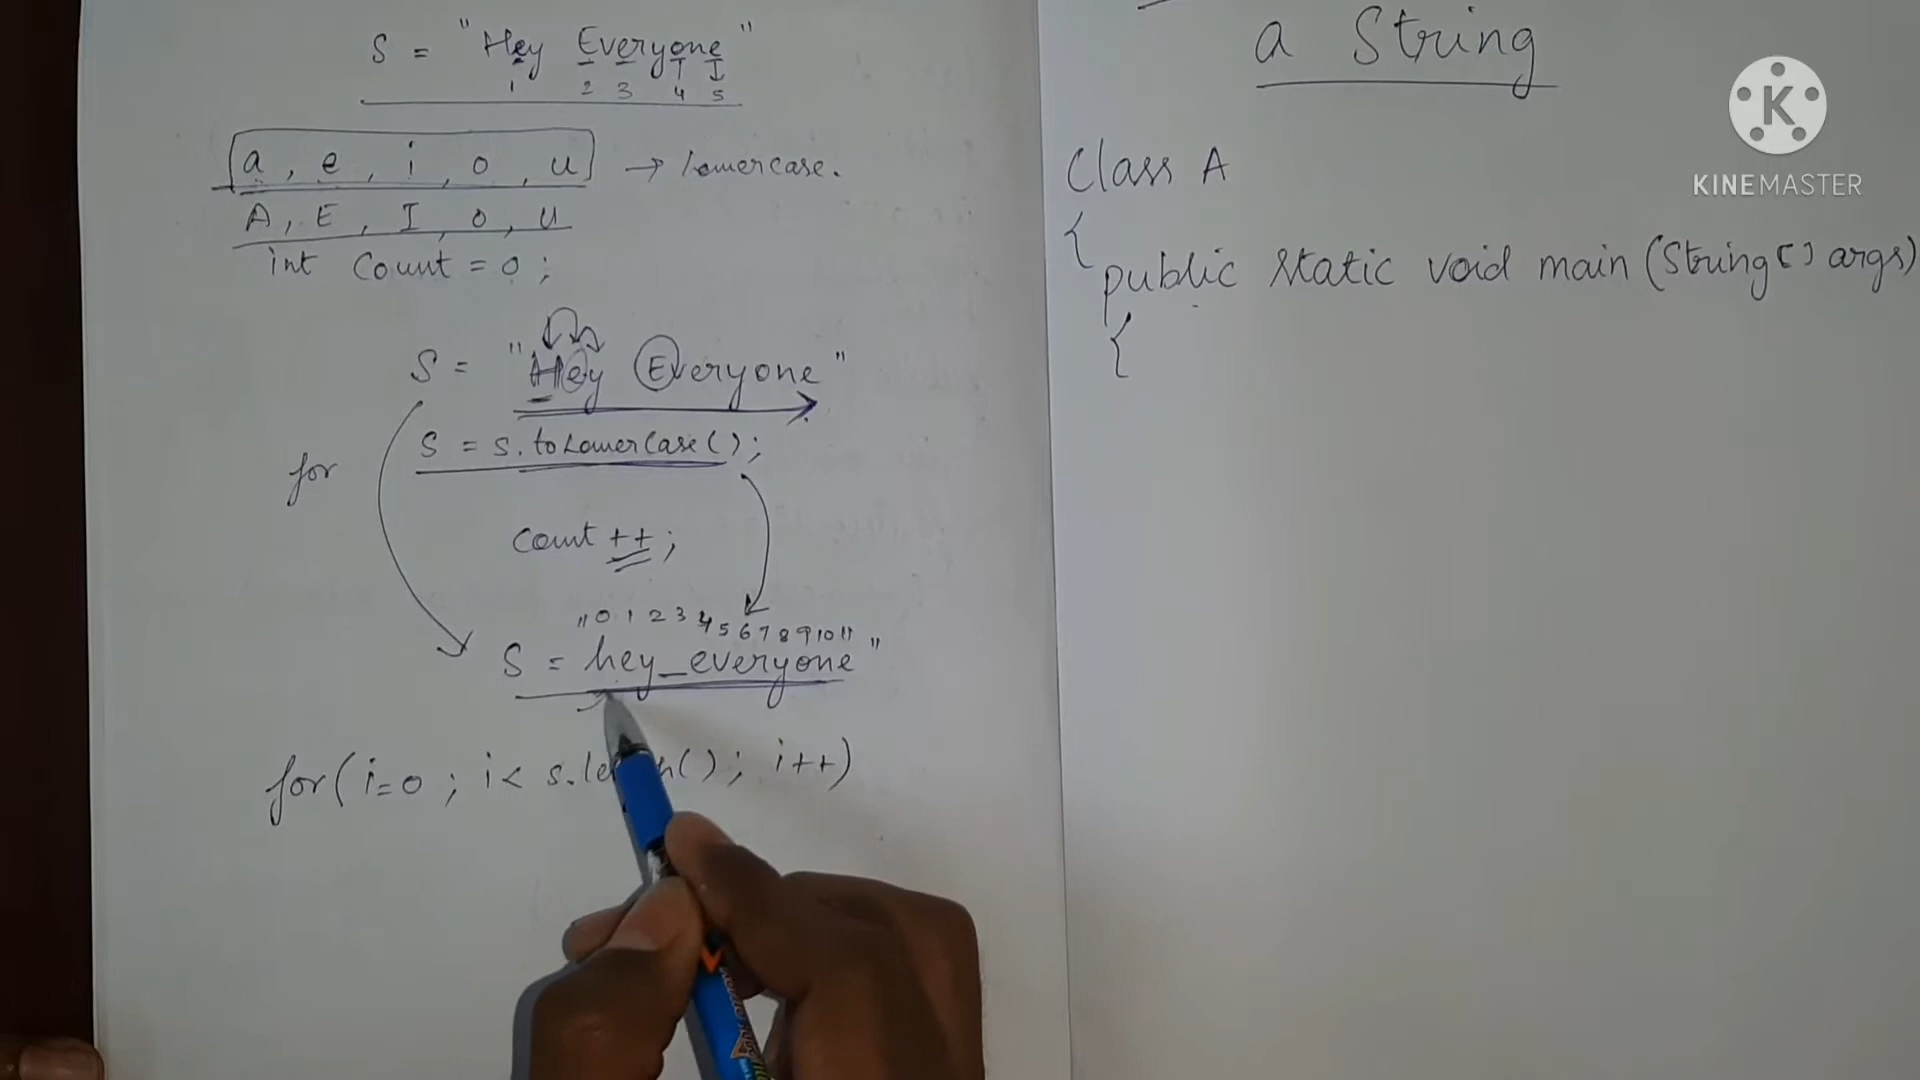 S = "Hey Everyone"
1 2 3 4 5
a, e, i, o, u → lowercase.
A, E, I, O, U
int Count = 0;
S = "Hey Everyone"
S = s.toLowerCase();
for
Count ++;
"0 1 2 3 4 5 6 7 8 9 10 11
S = hey_everyone"
for(i=0; i< s. (); i++)
a String
Class A
{
public static void main (String[] args)
{
K
KINEMASTER